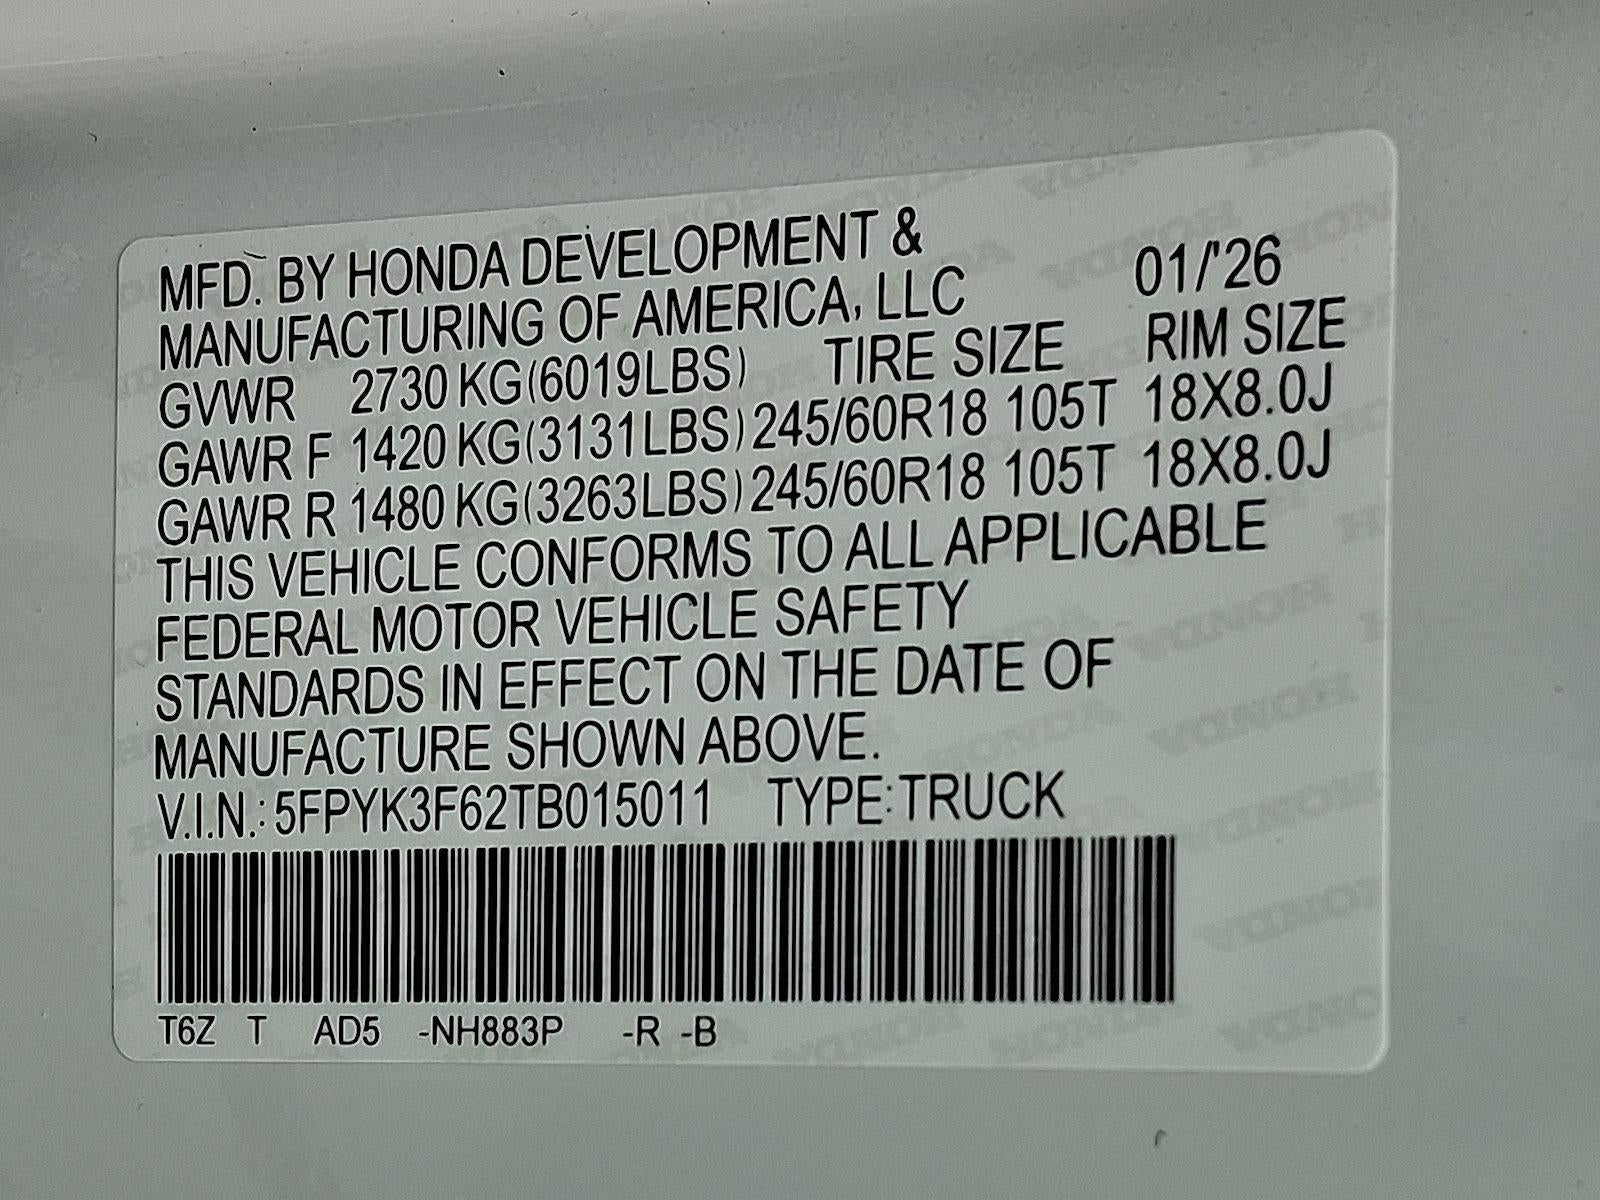 MFD. BY HONDA DEVELOPMENT &
MANUFACTURING OF AMERICA, LLC 01/'26
GVWR 2730 KG(6019LBS) TIRE SIZE RIM SIZE
GAWR F 1420 KG(3131LBS) 245/60R18 105T 18X8.0J
GAWR R 1480 KG(3263LBS) 245/60R18 105T 18X8.0J
THIS VEHICLE CONFORMS TO ALL APPLICABLE
FEDERAL MOTOR VEHICLE SAFETY
STANDARDS IN EFFECT ON THE DATE OF
MANUFACTURE SHOWN ABOVE.
V.I.N.: 5FPYK3F62TB015011 TYPE:TRUCK
T6Z T AD5 -NH883P -R -B